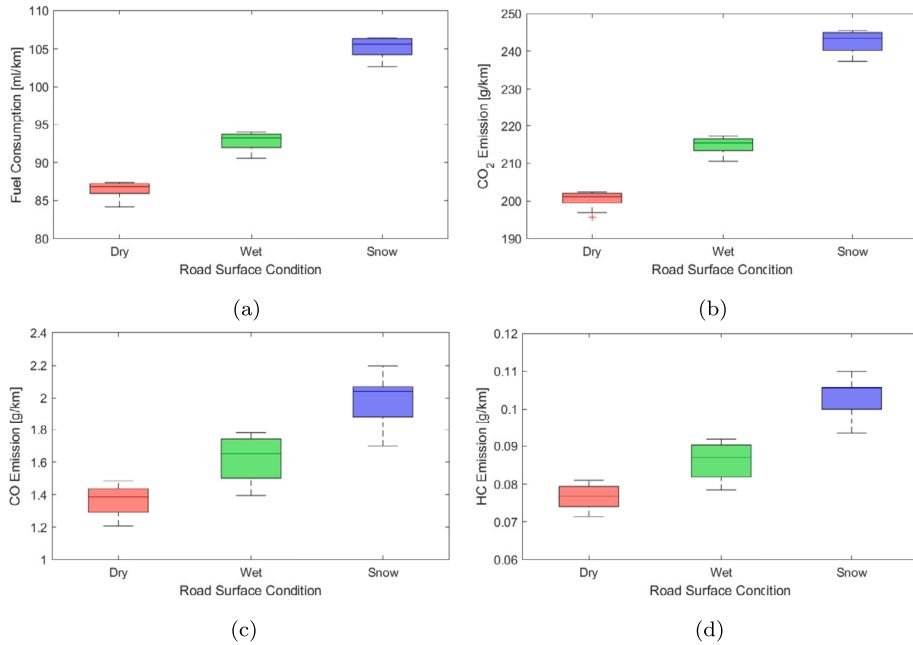 110
105
100
95
90
85
80
Fuel Consumption [ml/km]
Dry
Wet
Snow
Road Surface Condition
(a)
250
240
230
220
210
200
190
CO2 Emission [g/km]
Dry
Wet
Snow
Road Surface Concition
(b)
2.4
2.2
2
1.8
1.6
1.4
1.2
1
CO Emission [g/km]
Dry
Wet
Snow
Road Surface Condition
(c)
0.12
0.11
0.1
0.09
0.08
0.07
0.06
HC Emission [g/km]
Dry
Wet
Snow
Road Surface Concition
(d)